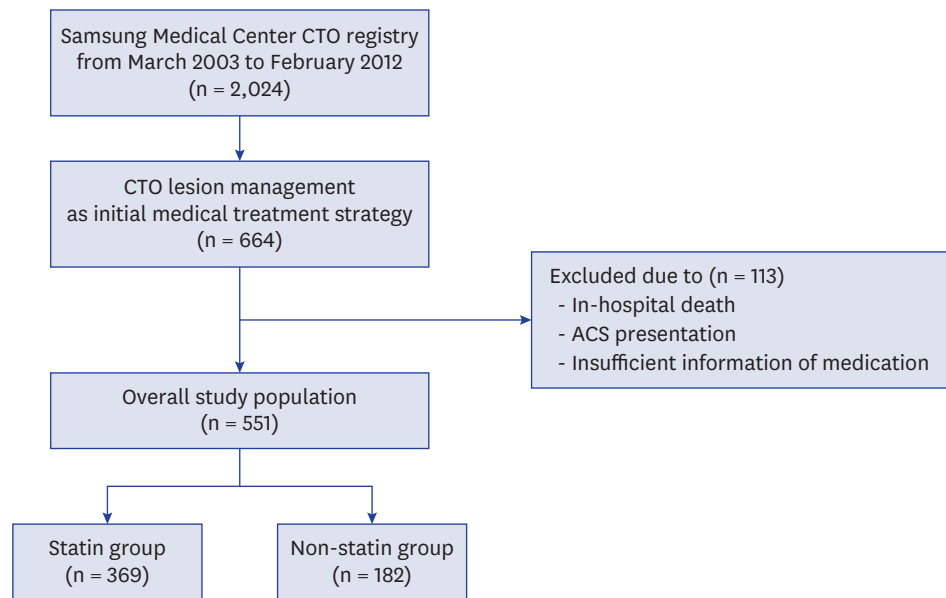 Samsung Medical Center CTO registry
from March 2003 to February 2012
(n = 2,024)
CTO lesion management
as initial medical treatment strategy
(n = 664)
Excluded due to (n = 113)
- In-hospital death
- ACS presentation
- Insufficient information of medication
Overall study population
(n = 551)
Statin group
(n = 369)
Non-statin group
(n = 182)